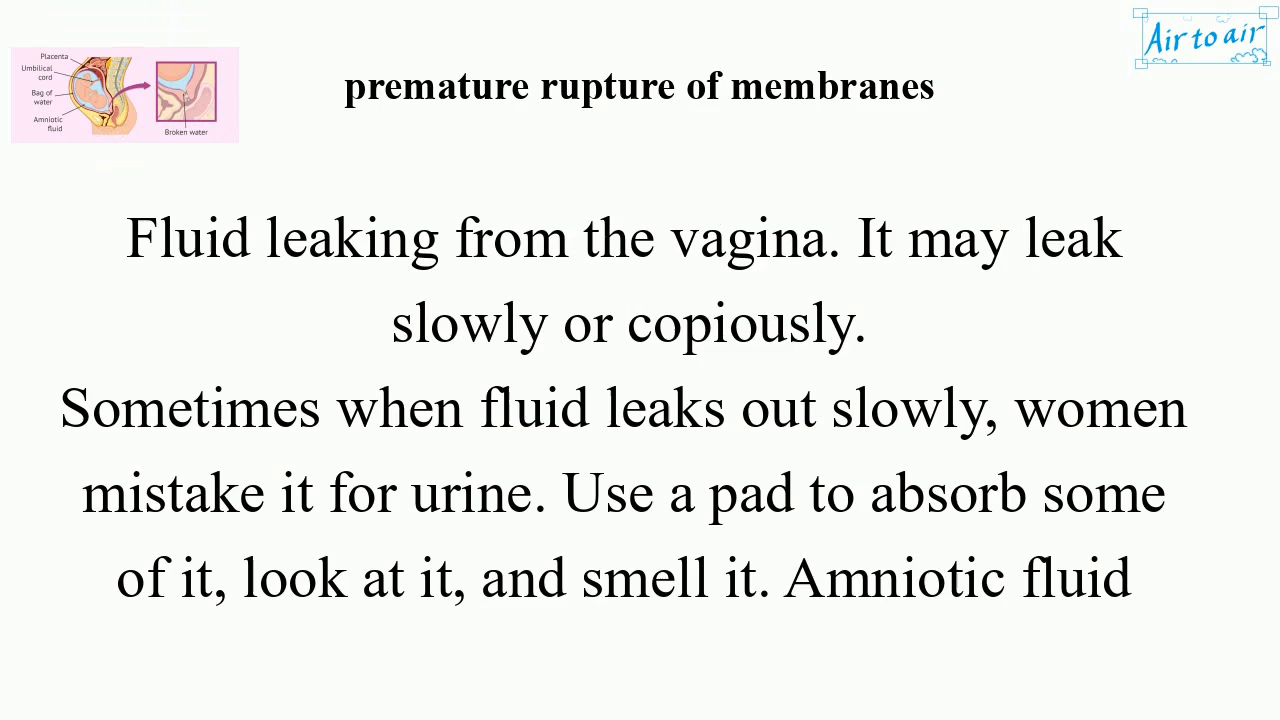 Placenta
Umbilical
cord
Bag of
water
Amniotic
fluid
Broken water
premature rupture of membranes
Air to air
Fluid leaking from the vagina. It may leak
slowly or copiously.
Sometimes when fluid leaks out slowly, women
mistake it for urine. Use a pad to absorb some
of it, look at it, and smell it. Amniotic fluid